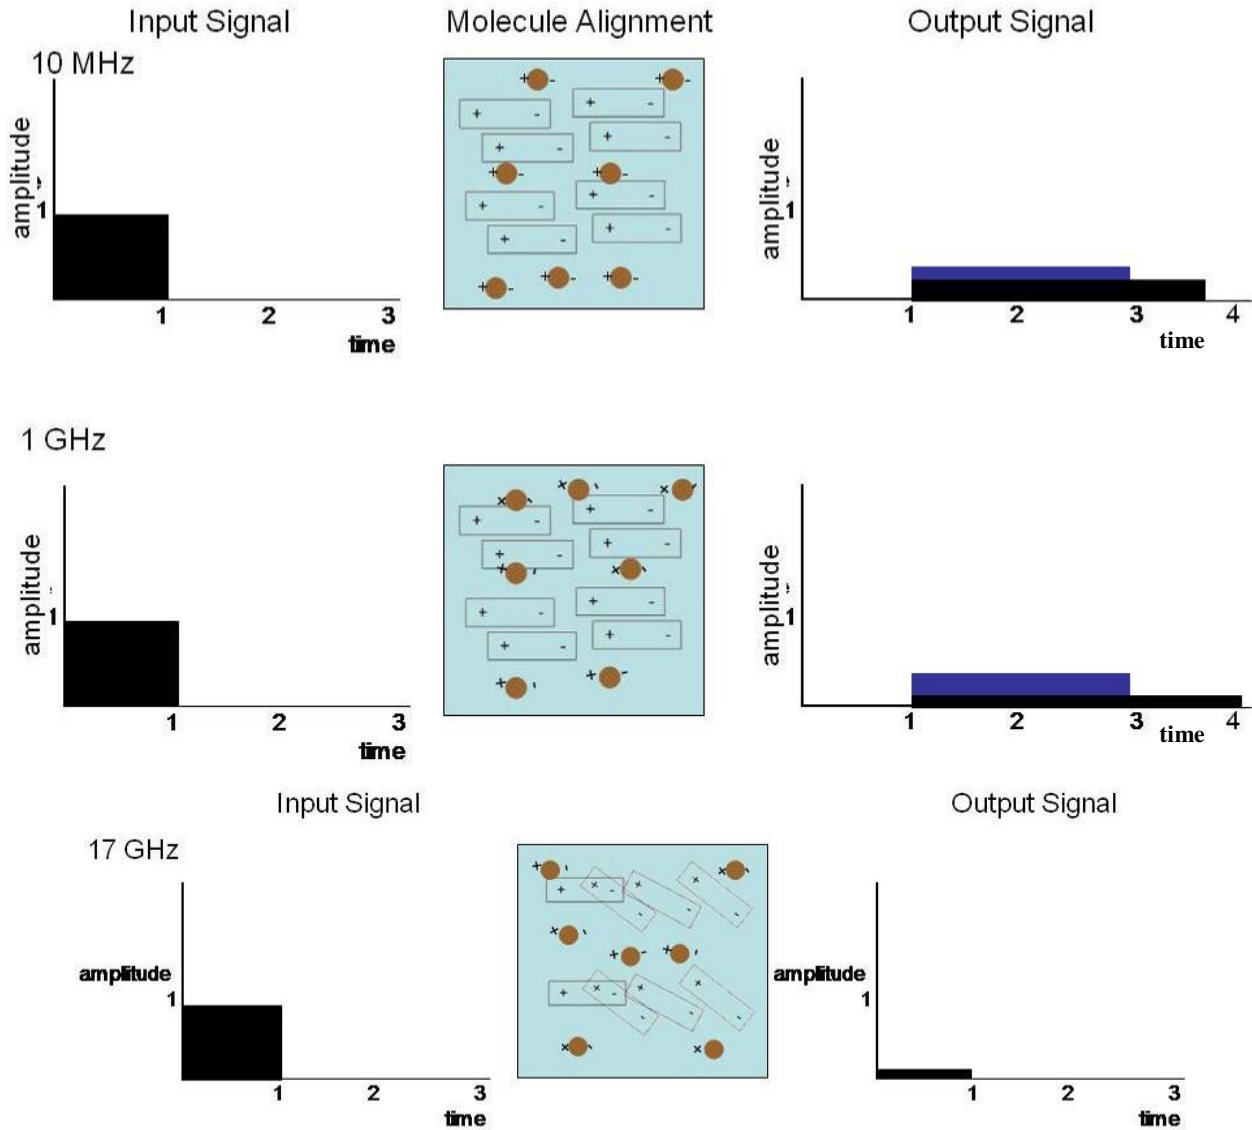 Input Signal Molecule Alignment Output Signal
10 MHz
amplitude
1
1 2 3
time
amplitude
1
1 2 3 4
time
1 GHz
amplitude
1
1 2 3
time
amplitude
1
1 2 3 4
time
Input Signal Output Signal
17 GHz
amplitude
1
1 2 3
time
amplitude
1
1 2 3
time